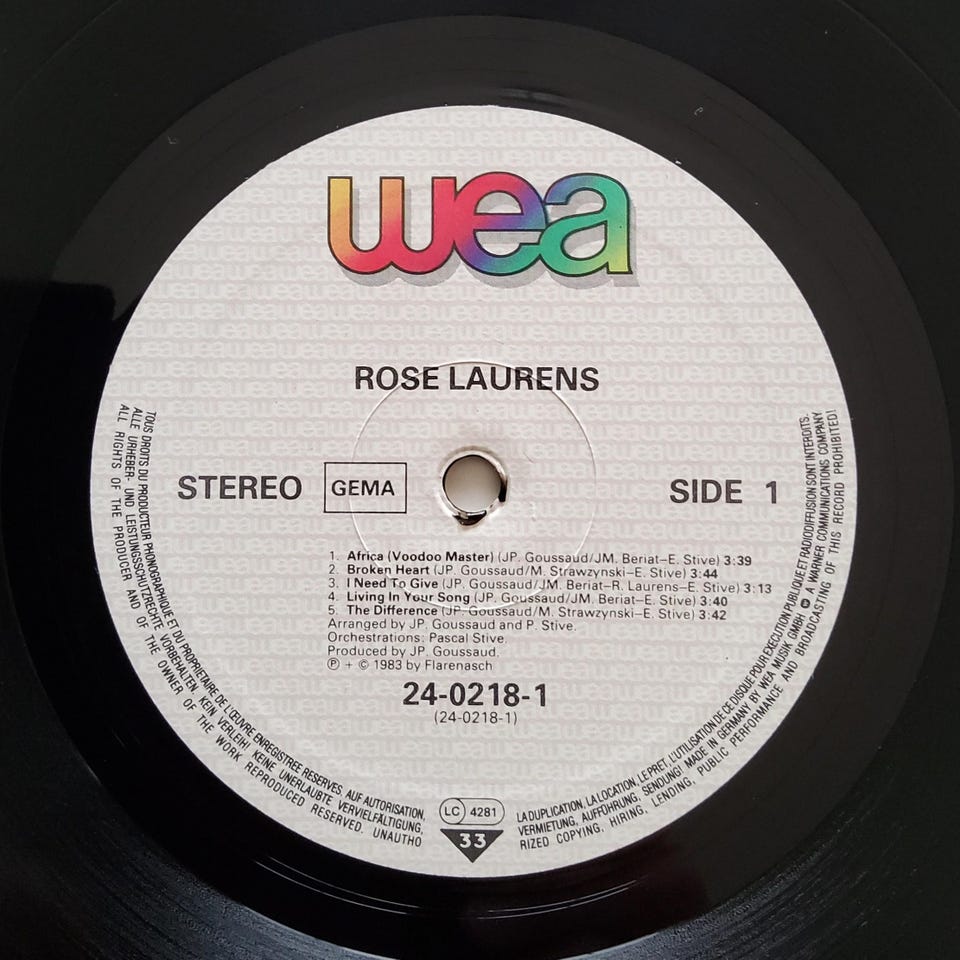 wea
ROSE LAURENS
STEREO GEMA SIDE 1
1. Africa (Voodoo Master) (JP. Goussaud/JM. Beriat–E. Stive) 3:39
2. Broken Heart (JP. Goussaud/M. Strawzynski–E. Stive) 3:44
3. I Need To Give (JP. Goussaud/JM. Beriat–R. Laurens–E. Stive) 3:13
4. Living In Your Song (JP. Goussaud/JM. Beriat–E. Stive) 3:40
5. The Difference (JP. Goussaud/M. Strawzynski–E. Stive) 3:42
Arranged by JP. Goussaud and P. Stive.
Orchestrations: Pascal Stive.
Produced by JP. Goussaud.
℗ + © 1983 by Flarenasch
24-0218-1
(24-0218-1)
LC 4281
33
TOUS DROITS DU PRODUCTEUR PHONOGRAPHIQUE ET DU PROPRIETAIRE DE L'ŒUVRE ENREGISTREE RESERVES. AUF AUTORISATION, LA DUPLICATION, LA LOCATION, LE PRET, L'UTILISATION DE CE DISQUE POUR EXECUTION PUBLIQUE ET RADIODIFFUSION SONT INTERDITS.
ALLE URHEBER- UND LEISTUNGSSCHUTZRECHTE VORBEHALTEN. KEIN VERLEIH! KEINE UNERLAUBTE VERVIELFÄLTIGUNG, VERMIETUNG, AUFFÜHRUNG, SENDUNG! MADE IN GERMANY BY WEA MUSIK GMBH A WARNER COMMUNICATIONS COMPANY
ALL RIGHTS OF THE PRODUCER AND OF THE OWNER OF THE WORK REPRODUCED RESERVED. UNAUTHORIZED COPYING, HIRING, LENDING, PUBLIC PERFORMANCE AND BROADCASTING OF THIS RECORD PROHIBITED!